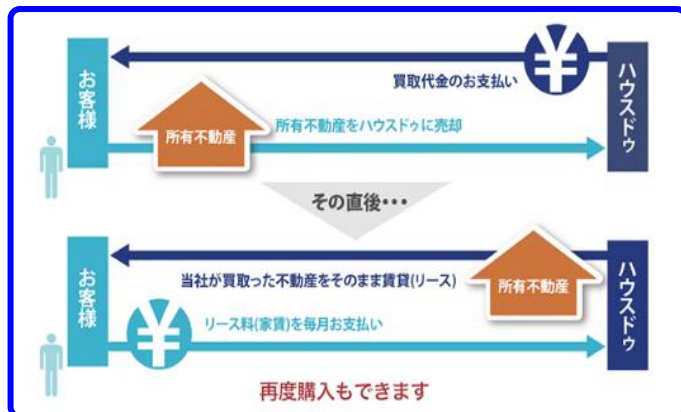 お客様
ハウスドゥ
¥
買取代金のお支払い
所有不動産
所有不動産をハウスドゥに売却
その直後・・・
お客様
ハウスドゥ
当社が買取った不動産をそのまま賃貸(リース)
所有不動産
¥
リース料(家賃)を毎月お支払い
再度購入もできます